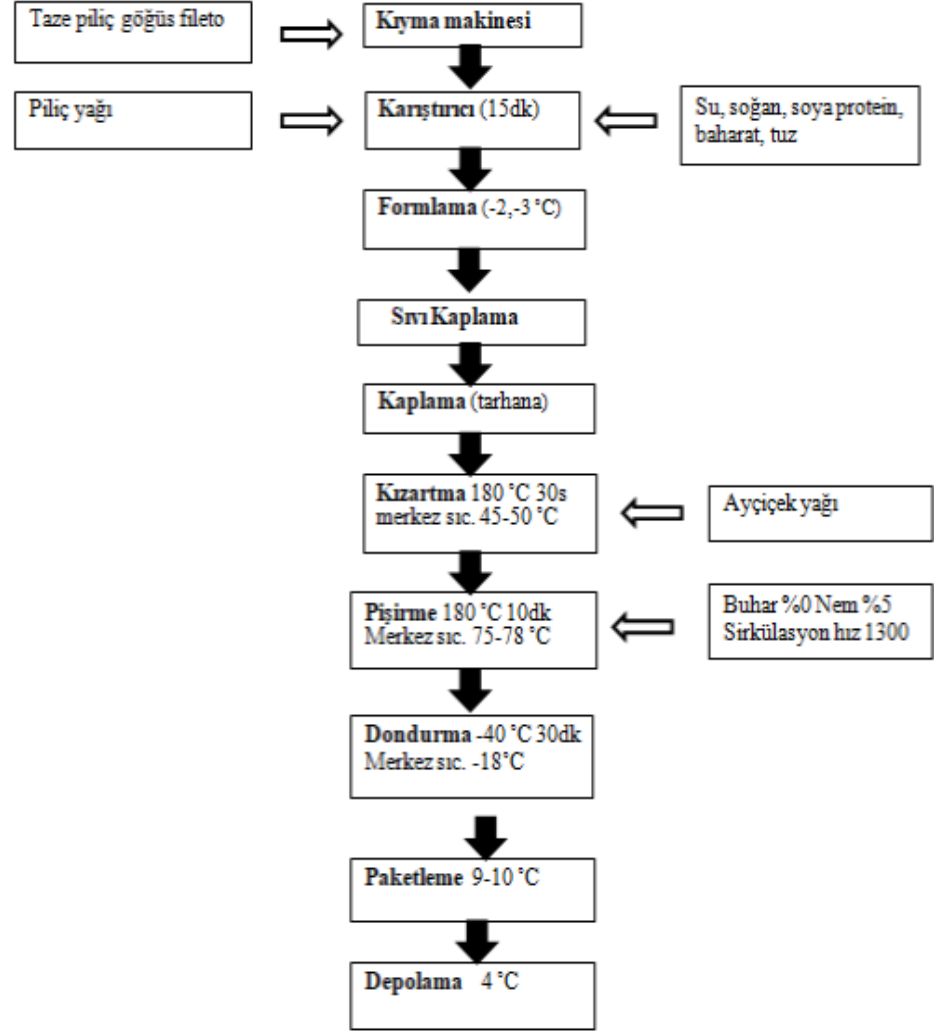 Taze piliç göğüs fileto
Kıyma makinesi
Piliç yağı
Karıştırıcı (15dk)
Su, soğan, soya protein,
baharat, tuz
Formlama (-2,-3 °C)
Sıvı Kaplama
Kaplama (tarhana)
Kızartma 180 °C 30s
merkez sıc. 45-50 °C
Ayçiçek yağı
Pişirme 180 °C 10dk
Merkez sıc. 75-78 °C
Buhar %0 Nem %5
Sirkülasyon hız 1300
Dondurma -40 °C 30dk
Merkez sıc. -18°C
Paketleme 9-10 °C
Depolama 4 °C